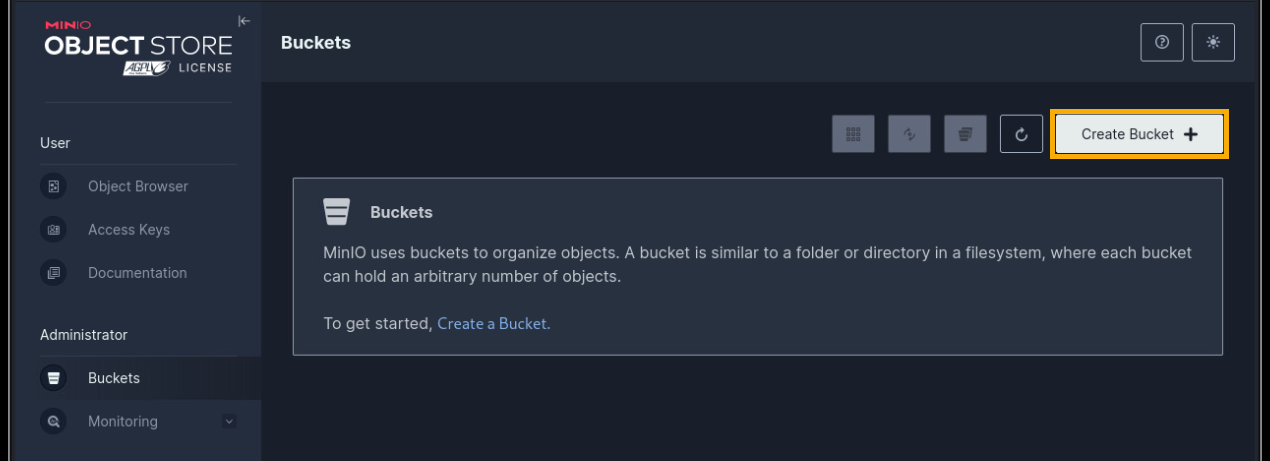 MINIO
OBJECT STORE
AGPLv3 LICENSE
Buckets
Create Bucket
User
Object Browser
Access Keys
Documentation
Administrator
Buckets
Monitoring
Buckets
MinIO uses buckets to organize objects. A bucket is similar to a folder or directory in a filesystem, where each bucket
can hold an arbitrary number of objects.
To get started, Create a Bucket.